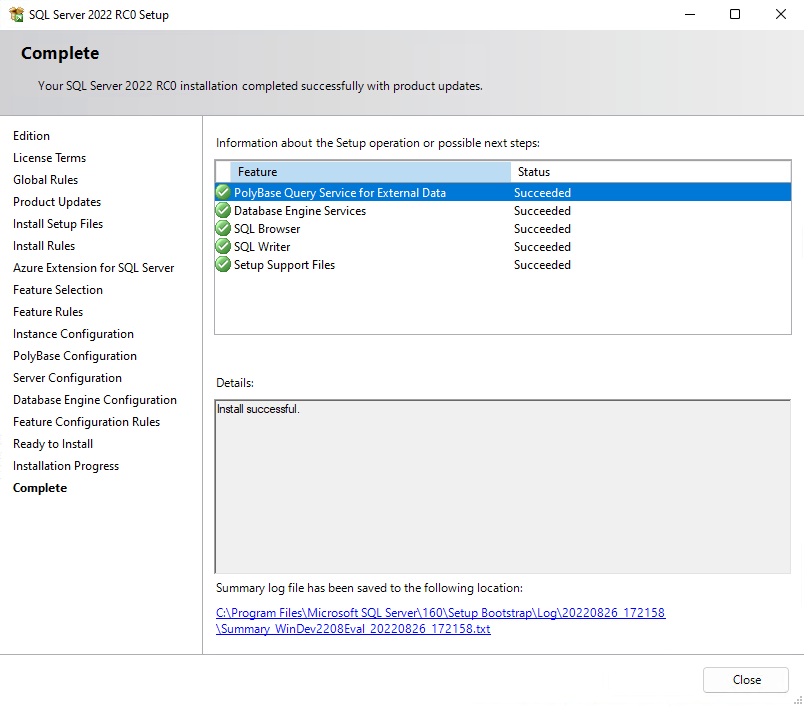 SQL Server 2022 RC0 Setup
Complete
Your SQL Server 2022 RC0 installation completed successfully with product updates.
Edition
License Terms
Global Rules
Product Updates
Install Setup Files
Install Rules
Azure Extension for SQL Server
Feature Selection
Feature Rules
Instance Configuration
PolyBase Configuration
Server Configuration
Database Engine Configuration
Feature Configuration Rules
Ready to Install
Installation Progress
Complete
Information about the Setup operation or possible next steps:
Feature Status
PolyBase Query Service for External Data Succeeded
Database Engine Services Succeeded
SQL Browser Succeeded
SQL Writer Succeeded
Setup Support Files Succeeded
Details:
Install successful.
Summary log file has been saved to the following location:
C:\Program Files\Microsoft SQL Server\160\Setup Bootstrap\Log\20220826_172158
\Summary_WinDev2208Eval_20220826_172158.txt
Close